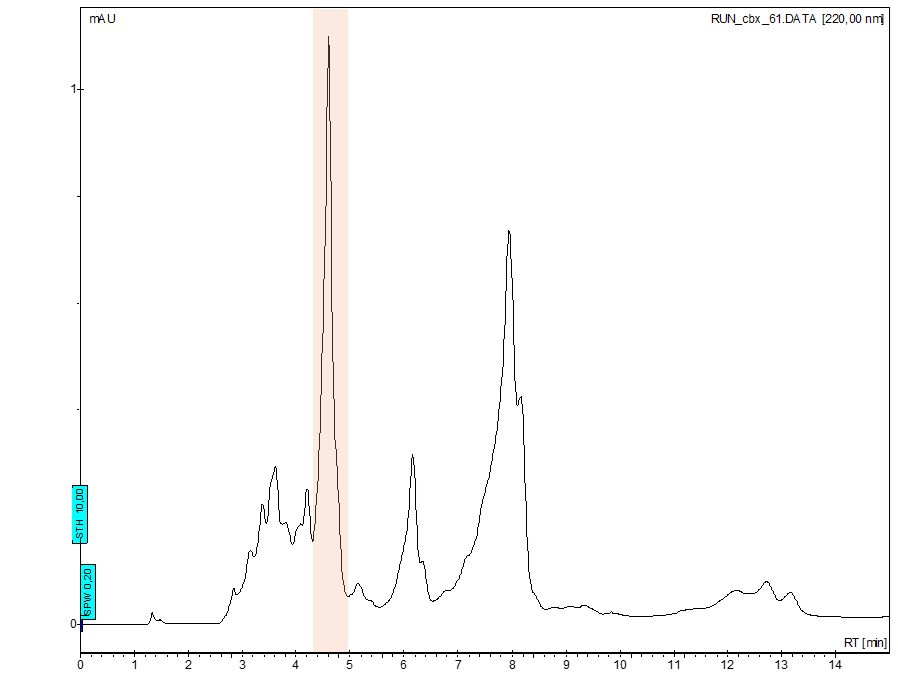 mAU
RUN_cbx_61.DATA [220,00 nm]
1
STH 10,00
SPW 0,20
0
RT [min]
0 1 2 3 4 5 6 7 8 9 10 11 12 13 14